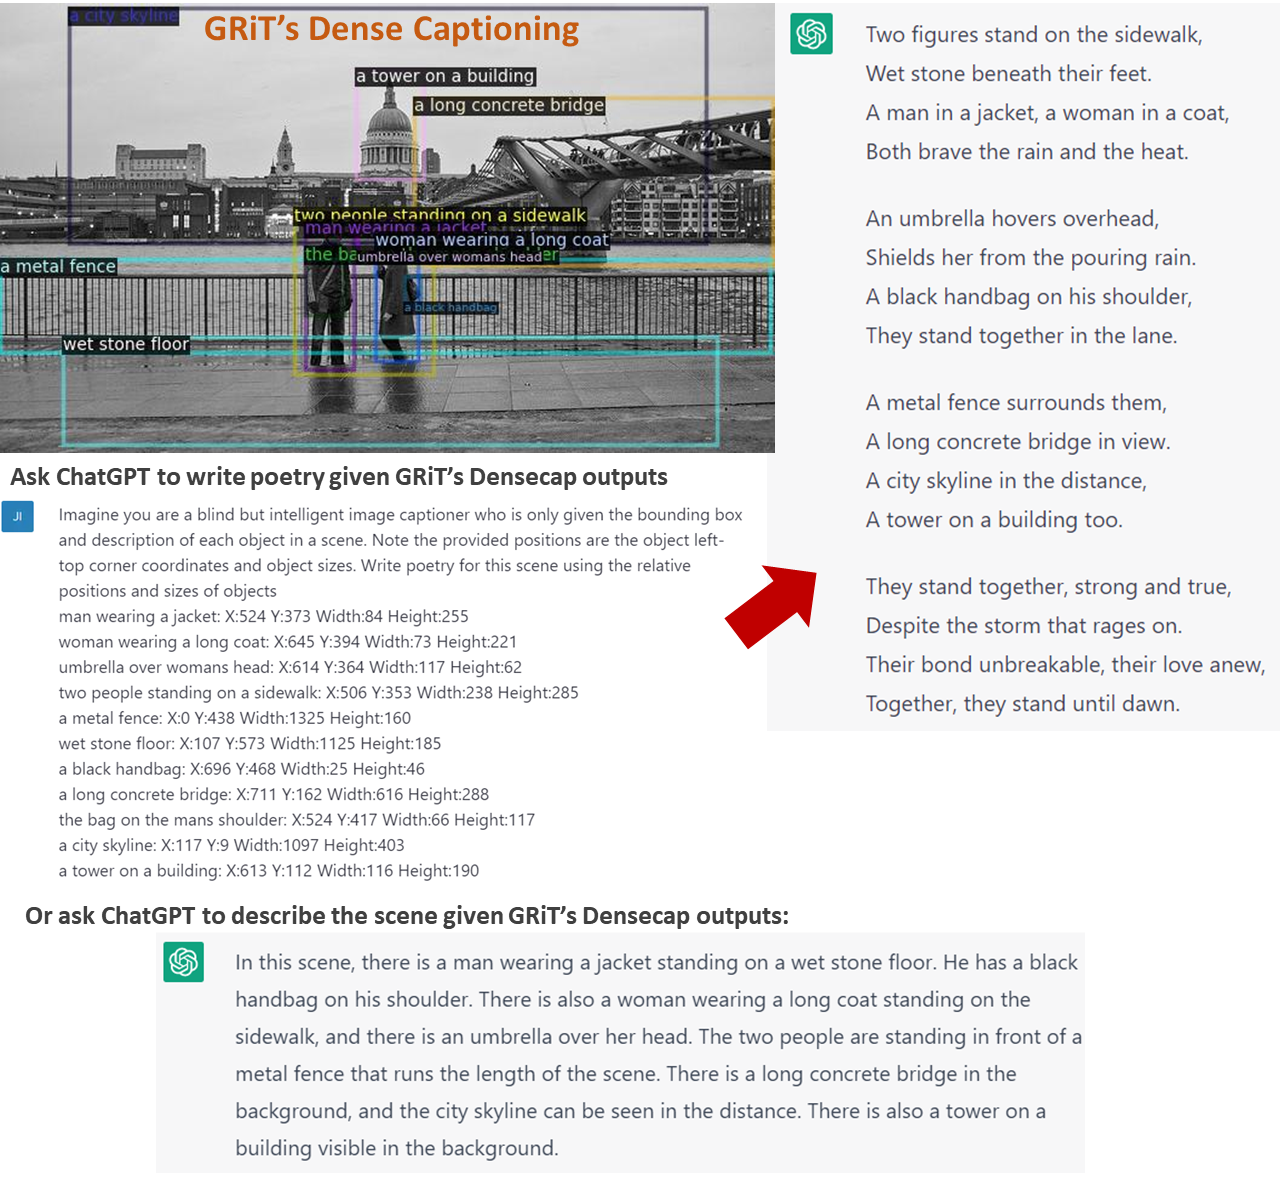 a city skyline
GRiT's Dense Captioning
a tower on a building
a long concrete bridge
two people standing on a sidewalk
man wearing a jacket
woman wearing a long coat
the ba
umbrella over womans head
er
a metal fence
a black handbag
wet stone floor
Ask ChatGPT to write poetry given GRiT's Densecap outputs
JI
Imagine you are a blind but intelligent image captioner who is only given the bounding box
and description of each object in a scene. Note the provided positions are the object left-
top corner coordinates and object sizes. Write poetry for this scene using the relative
positions and sizes of objects
man wearing a jacket: X:524 Y:373 Width:84 Height:255
woman wearing a long coat: X:645 Y:394 Width:73 Height:221
umbrella over womans head: X:614 Y:364 Width:117 Height:62
two people standing on a sidewalk: X:506 Y:353 Width:238 Height:285
a metal fence: X:0 Y:438 Width:1325 Height:160
wet stone floor: X:107 Y:573 Width:1125 Height:185
a black handbag: X:696 Y:468 Width:25 Height:46
a long concrete bridge: X:711 Y:162 Width:616 Height:288
the bag on the mans shoulder: X:524 Y:417 Width:66 Height:117
a city skyline: X:117 Y:9 Width:1097 Height:403
a tower on a building: X:613 Y:112 Width:116 Height:190
Two figures stand on the sidewalk,
Wet stone beneath their feet.
A man in a jacket, a woman in a coat,
Both brave the rain and the heat.
An umbrella hovers overhead,
Shields her from the pouring rain.
A black handbag on his shoulder,
They stand together in the lane.
A metal fence surrounds them,
A long concrete bridge in view.
A city skyline in the distance,
A tower on a building too.
They stand together, strong and true,
Despite the storm that rages on.
Their bond unbreakable, their love anew,
Together, they stand until dawn.
Or ask ChatGPT to describe the scene given GRiT's Densecap outputs:
In this scene, there is a man wearing a jacket standing on a wet stone floor. He has a black
handbag on his shoulder. There is also a woman wearing a long coat standing on the
sidewalk, and there is an umbrella over her head. The two people are standing in front of a
metal fence that runs the length of the scene. There is a long concrete bridge in the
background, and the city skyline can be seen in the distance. There is also a tower on a
building visible in the background.